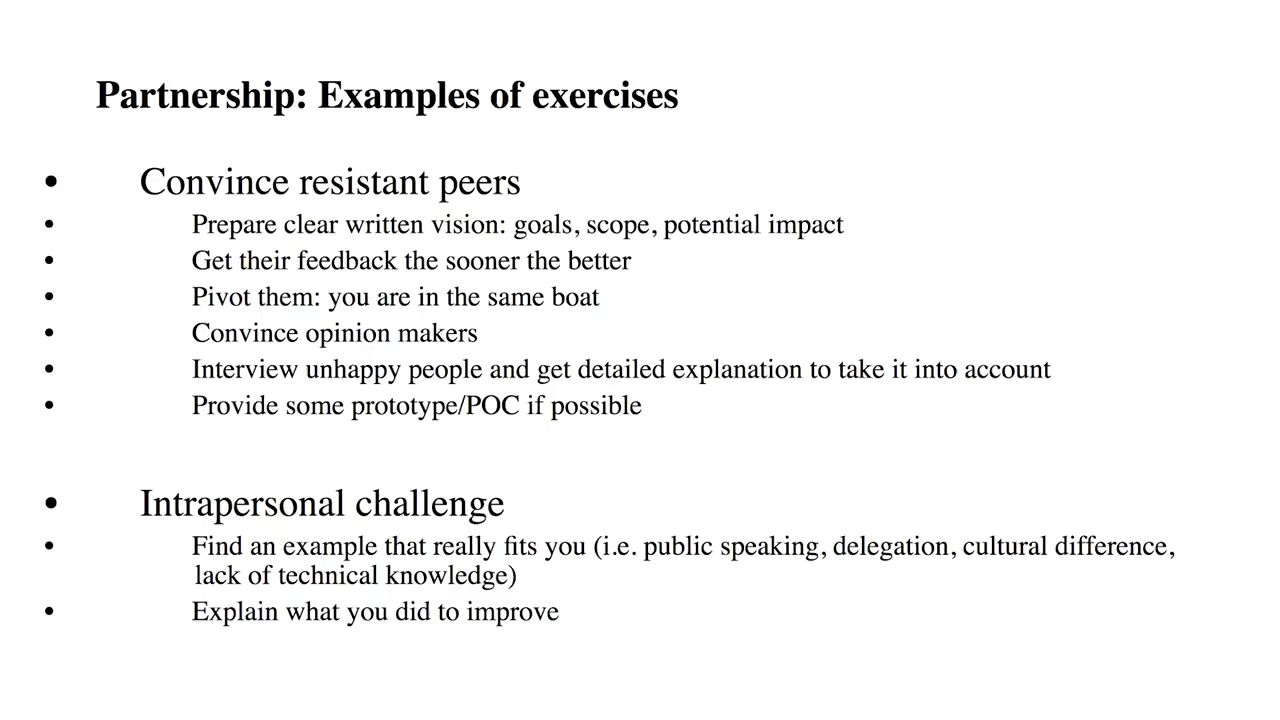 Partnership: Examples of exercises
• Convince resistant peers
• Prepare clear written vision: goals, scope, potential impact
• Get their feedback the sooner the better
• Pivot them: you are in the same boat
• Convince opinion makers
• Interview unhappy people and get detailed explanation to take it into account
• Provide some prototype/POC if possible
• Intrapersonal challenge
• Find an example that really fits you (i.e. public speaking, delegation, cultural difference,
lack of technical knowledge)
• Explain what you did to improve